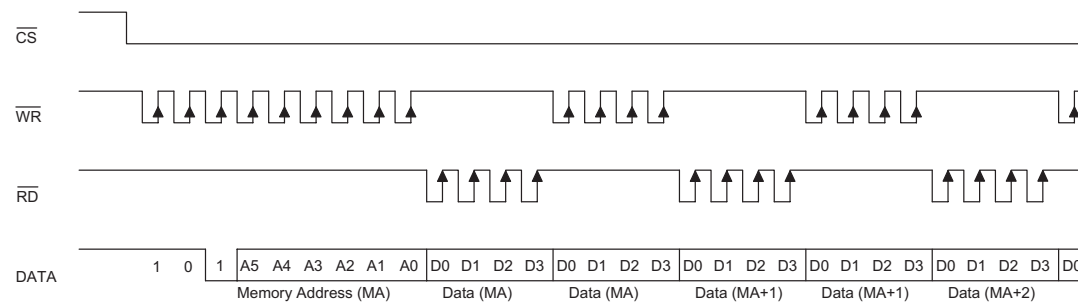 CS
WR
RD
DATA 1 0 1 A5 A4 A3 A2 A1 A0 D0 D1 D2 D3 D0 D1 D2 D3 D0 D1 D2 D3 D0 D1 D2 D3 D0 D1 D2 D3 D0
Memory Address (MA) Data (MA) Data (MA) Data (MA+1) Data (MA+1) Data (MA+2)